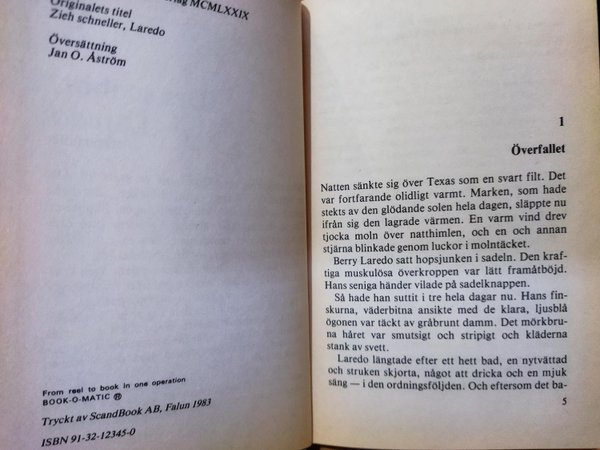 MCMLXXIX
Originalets titel
Zieh schneller, Laredo
Översättning
Jan O. Åström
From reel to book in one operation
BOOK-O-MATIC ®
Tryckt av ScandBook AB, Falun 1983
ISBN 91-32-12345-0
1
Överfallet
Natten sänkte sig över Texas som en svart filt. Det
var fortfarande olidligt varmt. Marken, som hade
stekts av den glödande solen hela dagen, släppte nu
ifrån sig den lagrade värmen. En varm vind drev
tjocka moln över natthimlen, och en och annan
stjärna blinkade genom luckor i molntäcket.
Berry Laredo satt hopsjunken i sadeln. Den kraf-
tiga muskulösa överkroppen var lätt framåtböjd.
Hans seniga händer vilade på sadelknappen.
Så hade han suttit i tre hela dagar nu. Hans fin-
skurna, väderbitna ansikte med de klara, ljusblå
ögonen var täckt av gråbrunt damm. Det mörkbru-
na håret var smutsigt och stripigt och kläderna
stank av svett.
Laredo längtade efter ett hett bad, en nytvättad
och struken skjorta, något att dricka och en mjuk
säng — i den ordningsföljden. Och eftersom det ba-
5